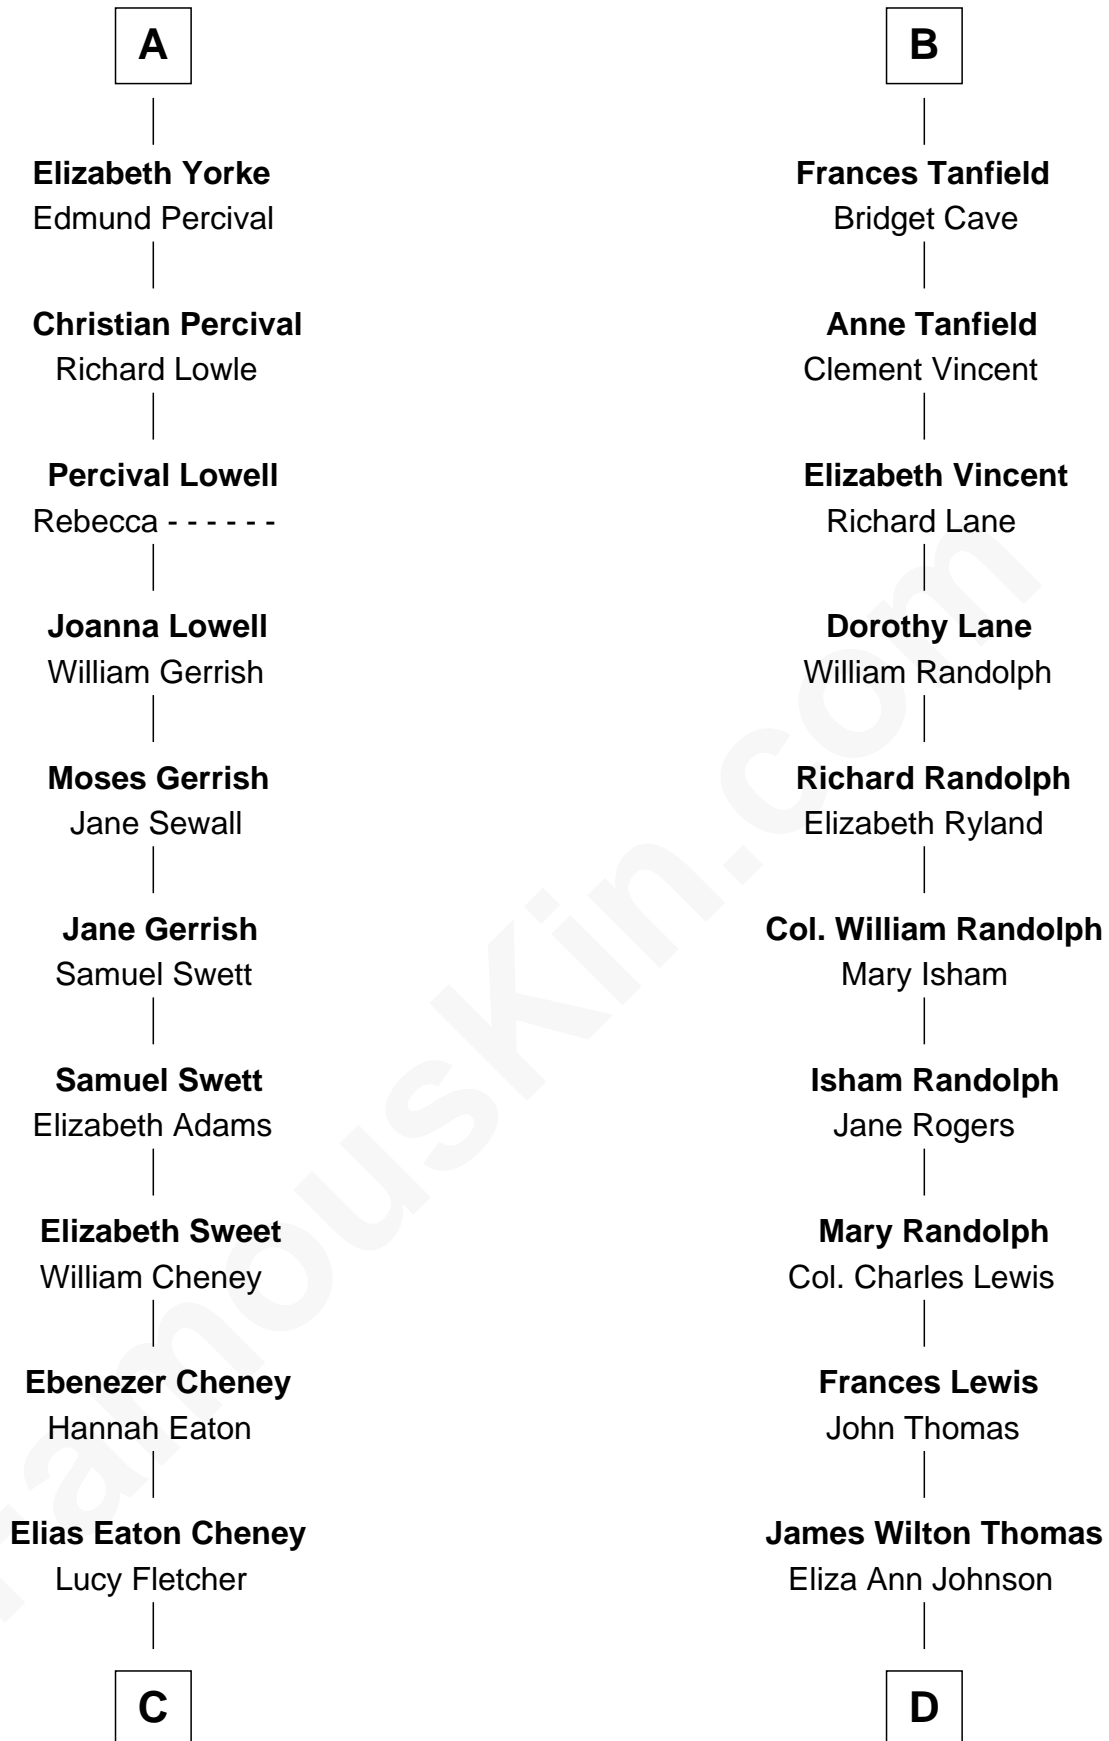 A
Elizabeth Yorke
Edmund Percival
Christian Percival
Richard Lowle
Percival Lowell
Rebecca - - - - - -
Joanna Lowell
William Gerrish
Moses Gerrish
Jane Sewall
Jane Gerrish
Samuel Swett
Samuel Swett
Elizabeth Adams
Elizabeth Sweet
William Cheney
Ebenezer Cheney
Hannah Eaton
Elias Eaton Cheney
Lucy Fletcher
C
B
Frances Tanfield
Bridget Cave
Anne Tanfield
Clement Vincent
Elizabeth Vincent
Richard Lane
Dorothy Lane
William Randolph
Richard Randolph
Elizabeth Ryland
Col. William Randolph
Mary Isham
Isham Randolph
Jane Rogers
Mary Randolph
Col. Charles Lewis
Frances Lewis
John Thomas
James Wilton Thomas
Eliza Ann Johnson
D
FamousKin.com